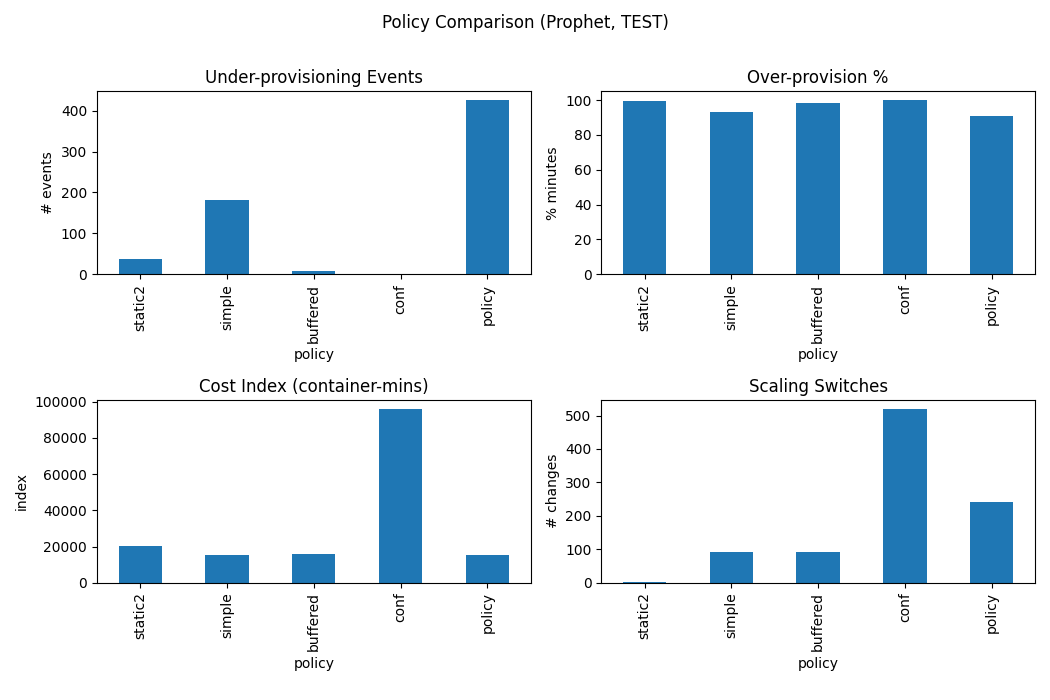 Policy Comparison (Prophet, TEST)
Under-provisioning Events
# events
400
300
200
100
0
static2
simple
buffered
conf
policy
policy
Over-provision %
% minutes
100
80
60
40
20
0
static2
simple
buffered
conf
policy
policy
Cost Index (container-mins)
index
100000
80000
60000
40000
20000
0
static2
simple
buffered
conf
policy
policy
Scaling Switches
# changes
500
400
300
200
100
0
static2
simple
buffered
conf
policy
policy